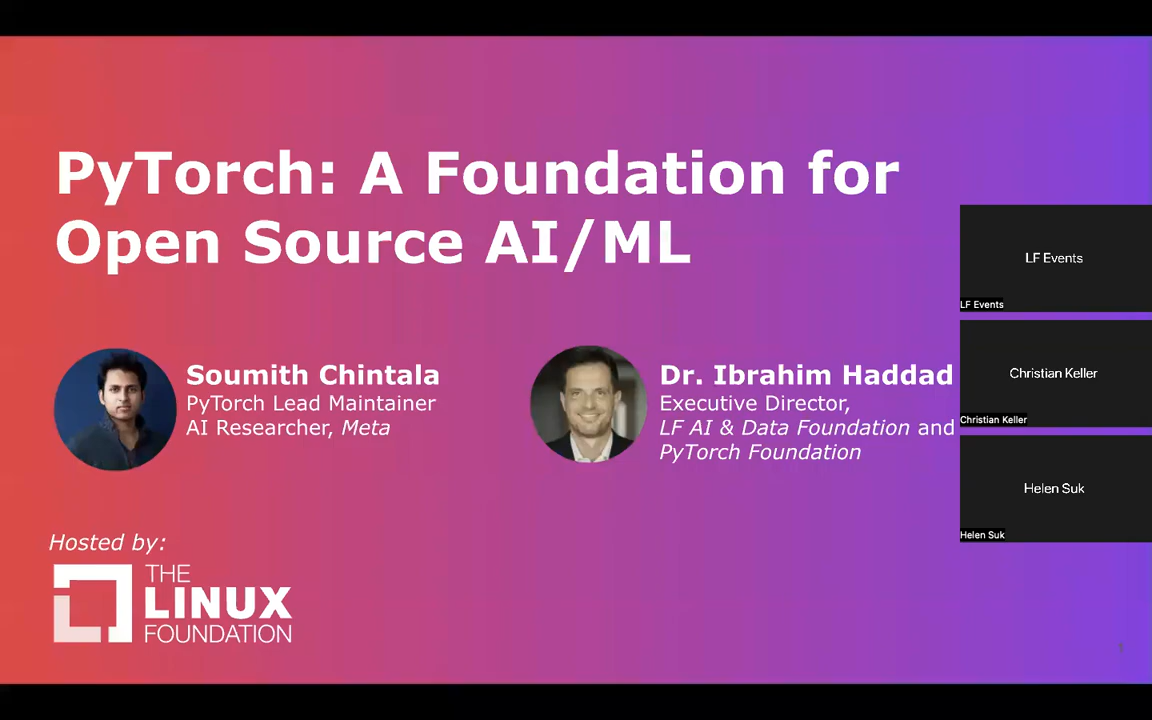 PyTorch: A Foundation for
Open Source AI/ML
Soumith Chintala
PyTorch Lead Maintainer
AI Researcher, Meta
Dr. Ibrahim Haddad
Executive Director,
LF AI & Data Foundation and
PyTorch Foundation
Hosted by:
THE
LINUX
FOUNDATION
LF Events
LF Events
Christian Keller
Christian Keller
Helen Suk
Helen Suk